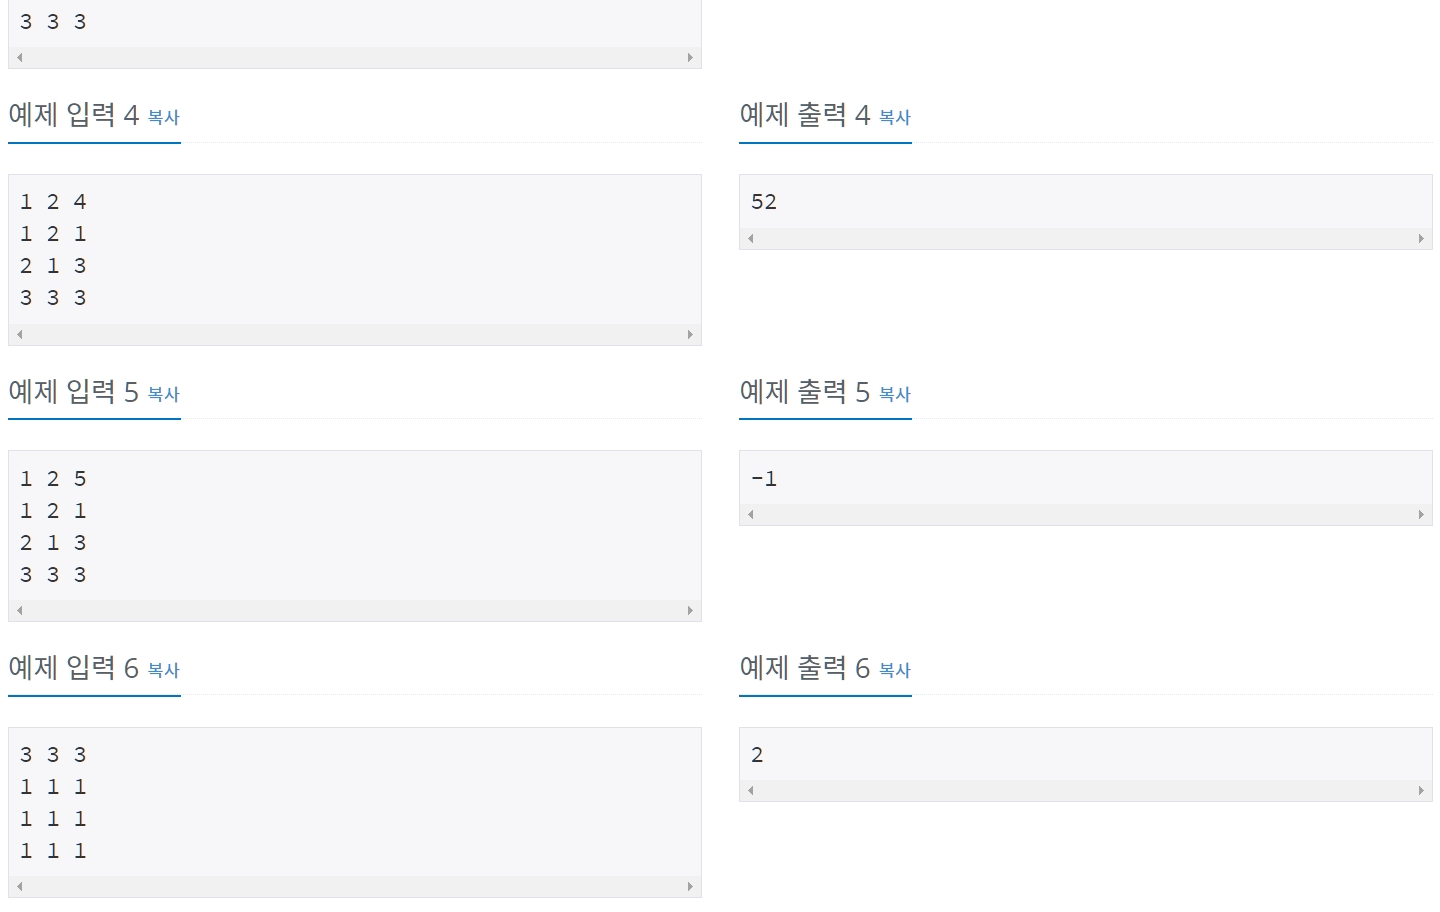 3 3 3
예제 입력 4 복사
1 2 4
1 2 1
2 1 3
3 3 3
예제 출력 4 복사
52
예제 입력 5 복사
1 2 5
1 2 1
2 1 3
3 3 3
예제 출력 5 복사
-1
예제 입력 6 복사
3 3 3
1 1 1
1 1 1
1 1 1
예제 출력 6 복사
2